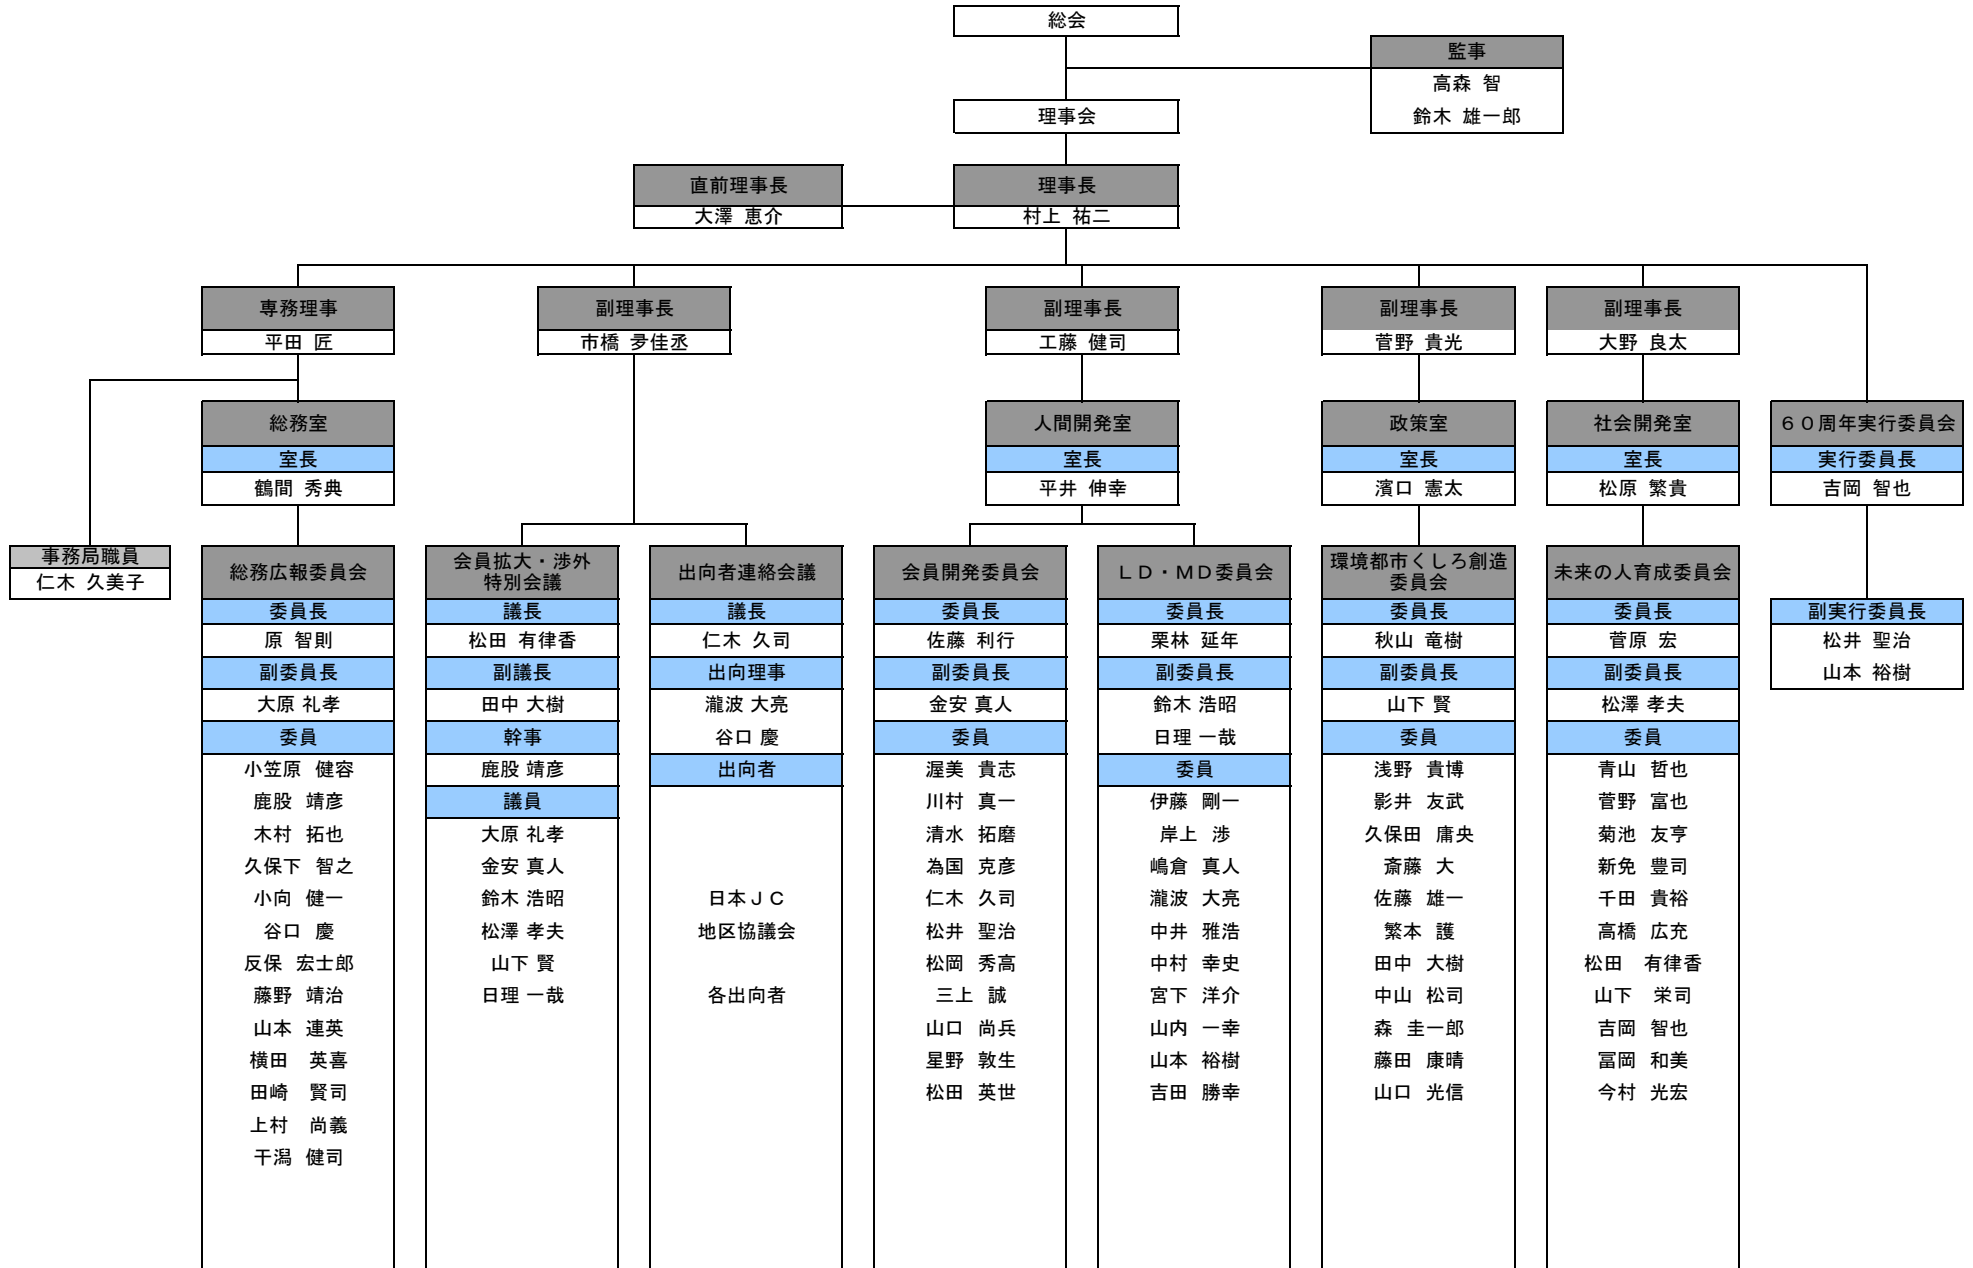 総会
監事
高森 智
鈴木 雄一郎
理事会
直前理事長
大澤 恵介
理事長
村上 祐二
専務理事
平田 匠
副理事長
市橋 多佳丞
副理事長
工藤 健司
副理事長
菅野 貴光
副理事長
大野 良太
総務室
室長
鶴間 秀典
人間開発室
室長
平井 伸幸
政策室
室長
濱口 憲太
社会開発室
室長
松原 繁貴
60周年実行委員会
実行委員長
吉岡 智也
事務局職員
仁木 久美子
総務広報委員会
委員長
原 智則
副委員長
大原 礼孝
委員
小笠原 健容
鹿股 靖彦
木村 拓也
久保下 智之
小向 健一
谷口 慶
反保 宏士郎
藤野 靖治
山本 連英
横田 英喜
田崎 賢司
上村 尚義
干潟 健司
会員拡大・渉外
特別会議
議長
松田 有律香
副議長
田中 大樹
幹事
鹿股 靖彦
議員
大原 礼孝
金安 真人
鈴木 浩昭
松澤 孝夫
山下 賢
日理 一哉
出向者連絡会議
議長
仁木 久司
出向理事
瀧波 大亮
谷口 慶
出向者
日本JC
地区協議会
各出向者
会員開発委員会
委員長
佐藤 利行
副委員長
金安 真人
委員
渥美 貴志
川村 真一
清水 拓磨
為国 克彦
仁木 久司
松井 聖治
松岡 秀高
三上 誠
山口 尚兵
星野 敦生
松田 英世
LD・MD委員会
委員長
栗林 延年
副委員長
鈴木 浩昭
日理 一哉
委員
伊藤 剛一
岸上 渉
嶋倉 真人
瀧波 大亮
中井 雅浩
中村 幸史
宮下 洋介
山内 一幸
山本 裕樹
吉田 勝幸
環境都市くしろ創造
委員会
委員長
秋山 竜樹
副委員長
山下 賢
委員
浅野 貴博
影井 友武
久保田 庸央
斎藤 大
佐藤 雄一
繁本 護
田中 大樹
中山 松司
森 圭一郎
藤田 康晴
山口 光信
未来の人育成委員会
委員長
菅原 宏
副委員長
松澤 孝夫
委員
青山 哲也
菅野 富也
菊池 友亨
新免 豊司
千田 貴裕
高橋 広充
松田 有律香
山下 栄司
吉岡 智也
冨岡 和美
今村 光宏
副実行委員長
松井 聖治
山本 裕樹